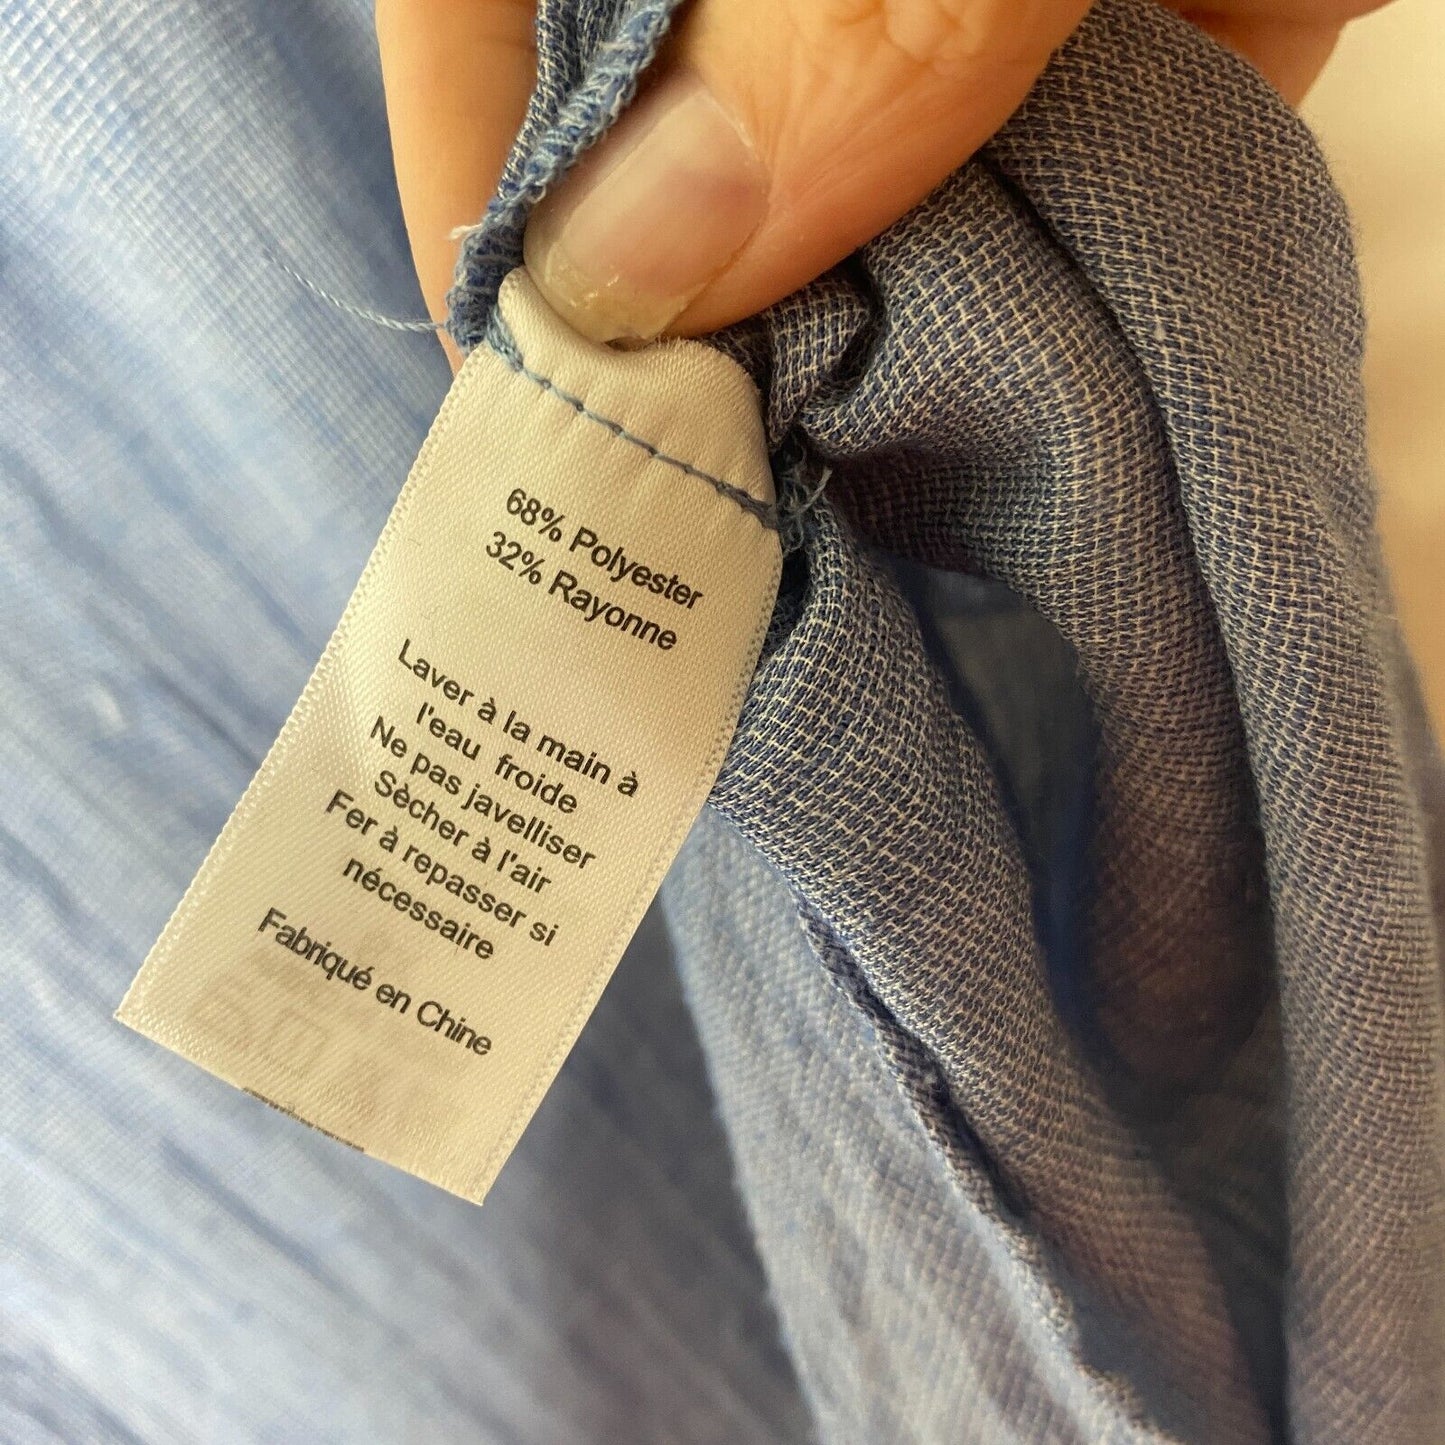 68% Polyester
32% Rayonne
Laver à la main à
l'eau froide
Ne pas javelliser
Sècher à l'air
Fer à repasser si
nécessaire
Fabriqué en Chine